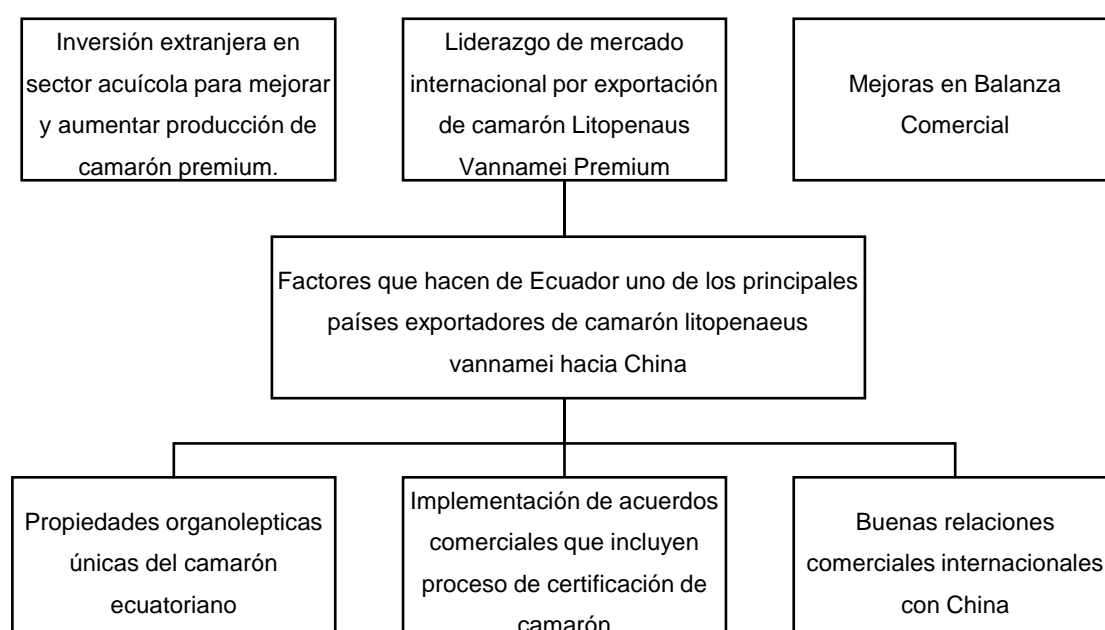 Inversión extranjera en
sector acuícola para mejorar
y aumentar producción de
camarón premium.
Liderazgo de mercado
internacional por exportación
de camarón Litopenaus
Vannamei Premium
Mejoras en Balanza
Comercial
Factores que hacen de Ecuador uno de los principales
países exportadores de camarón litopenaeus
vannamei hacia China
Propiedades organolepticas
únicas del camarón
ecuatoriano
Implementación de acuerdos
comerciales que incluyen
proceso de certificación de
camarón
Buenas relaciones
comerciales internacionales
con China